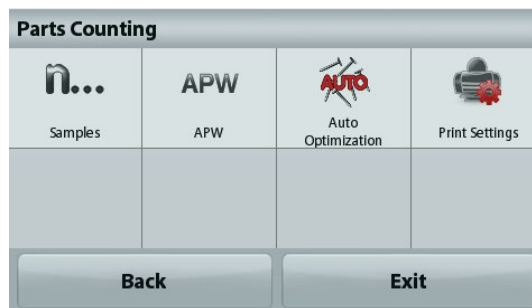 Parts Counting
n...
APW
AUTO
Samples
APW
Auto
Optimization
Print Settings
Back
Exit